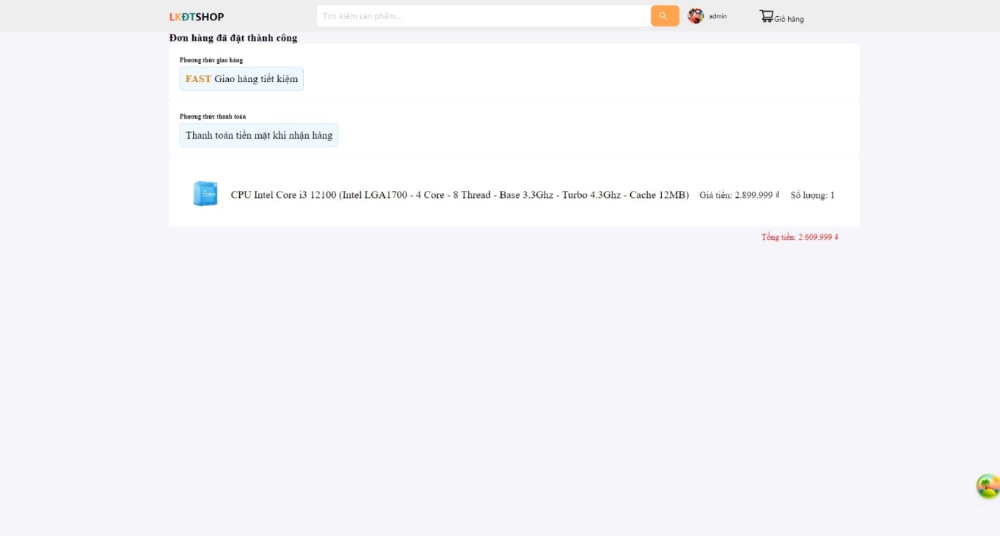 LKĐTSHOP
Tìm kiếm sản phẩm...
admin
Giỏ hàng
Đơn hàng đã đặt thành công
Phương thức giao hàng
FAST Giao hàng tiết kiệm
Phương thức thanh toán
Thanh toán tiền mặt khi nhận hàng
CORE
CPU Intel Core i3 12100 (Intel LGA1700 - 4 Core - 8 Thread - Base 3.3Ghz - Turbo 4.3Ghz - Cache 12MB) Giá tiền: 2.899.999 ₫ Số lượng: 1
Tổng tiền: 2.609.999 ₫